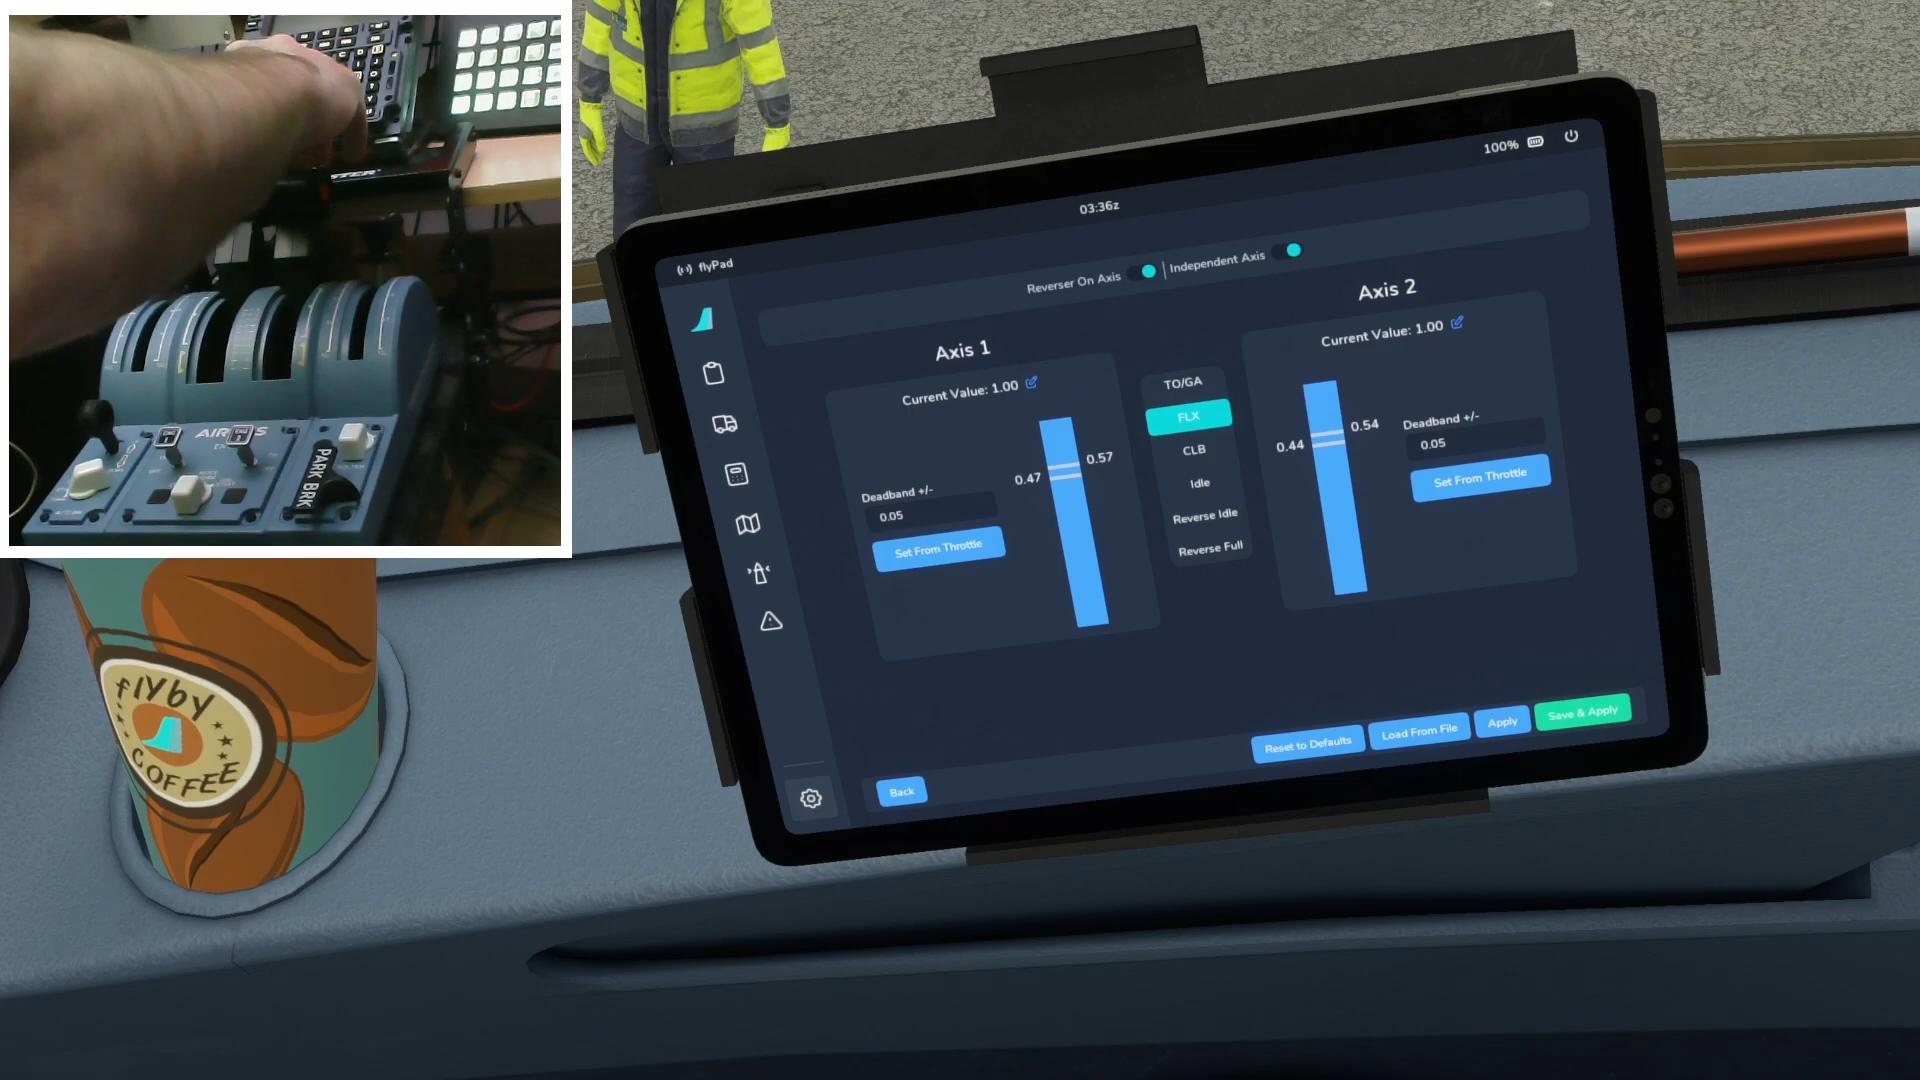 03:36z
100%
flyPad
Reverser On Axis
Independent Axis
Axis 1
Current Value: 1.00
0.47
0.57
Deadband +/-
0.05
Set From Throttle
TO/GA
FLX
CLB
Idle
Reverse Idle
Reverse Full
Axis 2
Current Value: 1.00
0.44
0.54
Deadband +/-
0.05
Set From Throttle
Reset to Defaults
Load From File
Apply
Save & Apply
Back
PARK BRK
flyby
COFFEE